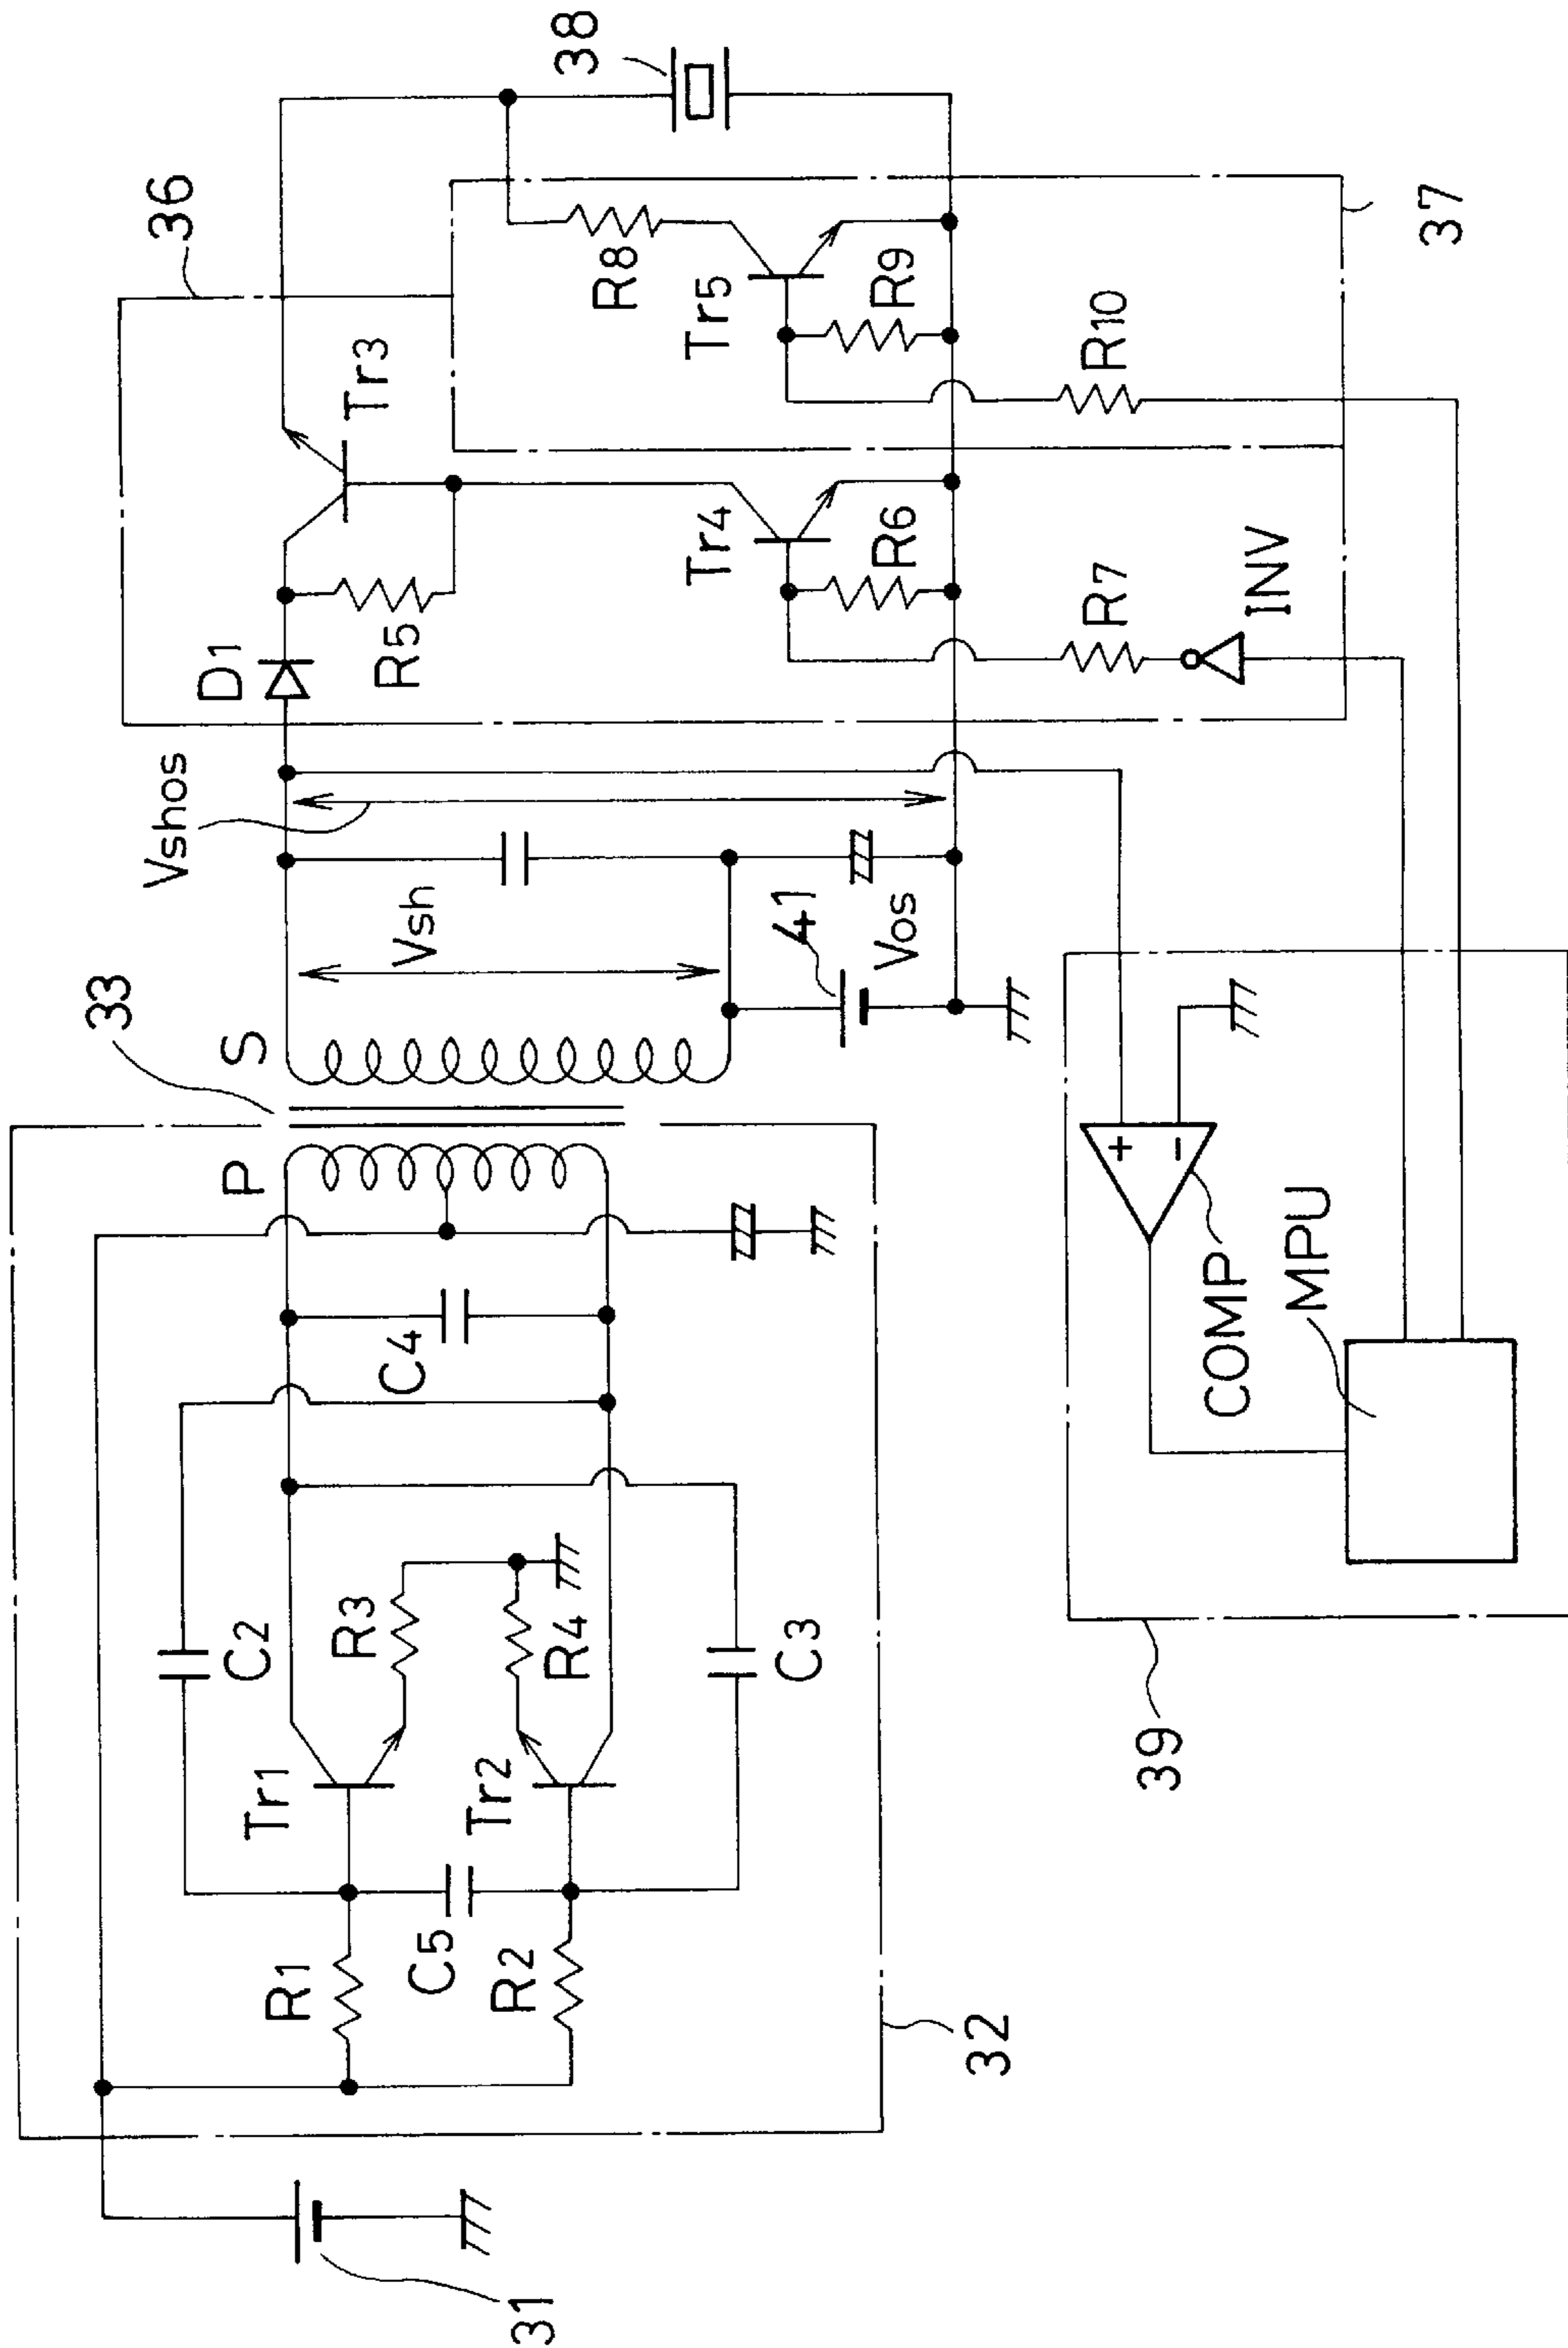 31
32
R1
R2
C5
Tr1
Tr2
C2
R3
R4
C3
C4
P
33
S
Vsh
Vshos
41
Vos
D1
R5
Tr3
36
Tr4
R6
R7
INV
Tr5
R8
R9
R10
37
38
39
+
−
COMP
MPU